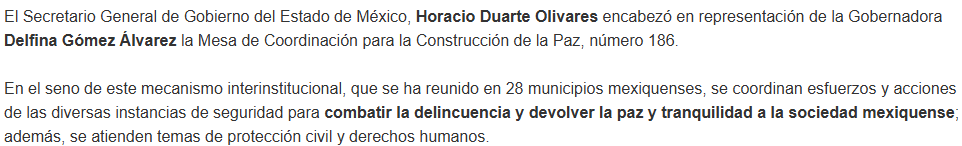 El Secretario General de Gobierno del Estado de México, Horacio Duarte Olivares encabezó en representación de la Gobernadora
Delfina Gómez Álvarez la Mesa de Coordinación para la Construcción de la Paz, número 186.
En el seno de este mecanismo interinstitucional, que se ha reunido en 28 municipios mexiquenses, se coordinan esfuerzos y acciones
de las diversas instancias de seguridad para combatir la delincuencia y devolver la paz y tranquilidad a la sociedad mexiquense;
además, se atienden temas de protección civil y derechos humanos.